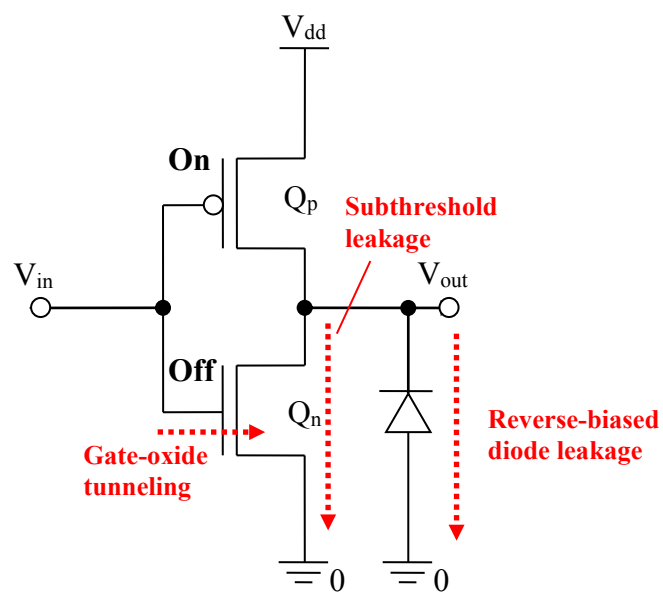 Vdd
On
Qp
Subthreshold
leakage
Vin
Vout
Off
Qn
Gate-oxide
tunneling
Reverse-biased
diode leakage
0
0